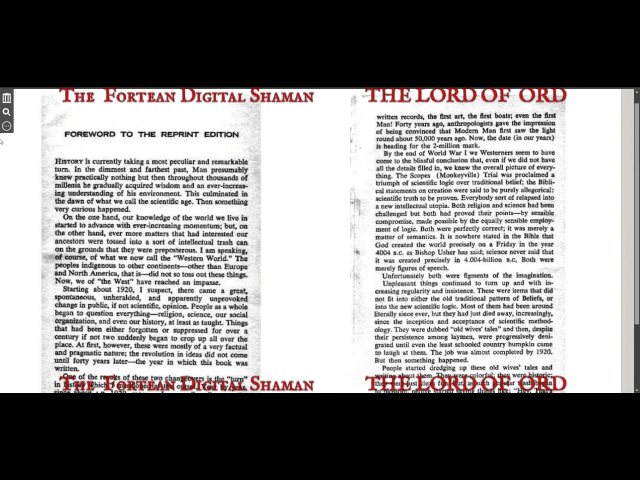 THE FORTEAN DIGITAL SHAMAN
FOREWORD TO THE REPRINT EDITION
HISTORY is currently taking a most peculiar and remarkable
turn. In the dimmest and farthest past, Man presumably
knew practically nothing but then throughout thousands of
millenia he gradually acquired wisdom and an ever-increas-
ing understanding of his environment. This culminated in
the dawn of what we call the scientific age. Then something
very curious happened.
On the one hand, our knowledge of the world we live in
started to advance with ever-increasing momentum; but, on
the other hand, ever more matters that had interested our
ancestors were tossed into a sort of intellectual trash can
on the grounds that they were preposterous. I am speaking,
of course, of what we now call the "Western World." The
peoples indigenous to other continents—other than Europe
and North America, that is—did not so toss out these things.
Now, we of the "West" have reached an impasse.
Starting about 1920, I suspect, there came a great,
spontaneous, unheralded, and apparently unprovoked
change in public, if not scientific, opinion. People as a whole
began to question everything—religion, science, our social
organization, and even our history, at least as taught. Things
that had been either forgotten or suppressed for over a
century if not two suddenly began to crop up all over the
place. At first, however, these were mostly of a very factual
and pragmatic nature; the revolution in ideas did not come
until forty years later—the year in which this book was
written.
One of the results of these two changeovers is the "turn"
THE FORTEAN DIGITAL SHAMAN
THE LORD OF ORD
written records, the first art, the first boats; even the first
Man! Forty years ago, anthropologists gave the impression
of being convinced that Modern Man first saw the light
round about 50,000 years ago. Now, the date (is our years)
is heading for the 2-million mark.
By the end of World War I we Westerners seem to have
come to the blissful conclusion that, even if we did not have
all the details filled in, we knew the overall picture of every-
thing. The Scopes (Monkeyville) Trial was proclaimed a
triumph of scientific logic over traditional belief; the Bibli-
cal statements on creation were said to be purely allegorical:
scientific truth to be proven. Everybody sort of relapsed into
a new intellectual utopia. Both religion and science had been
challenged but both had proved their points—by sensible
compromise, made possible by the equally sensible employ-
ment of logic. Both were perfectly correct; it was merely a
matter of semantics. It is nowhere stated in the Bible that
God created the world precisely on a Friday in the year
4004 B.C. as Bishop Usher has said; science never said that
it was created precisely in 4.004-billion B.C. Both were
merely figures of speech.
Unfortunately both were figments of the imagination.
Unpleasant things continued to turn up and with in-
creasing regularity and insistence. These were items that did
not fit into either the old traditional pattern of Beliefs, or
into the new scientific logic. Most of them had been around
literally since ever, but they had just died away, increasingly,
since the inception and acceptance of scientific method-
ology. They were dubbed "old wives' tales" and then, despite
their persistence among laymen, were progressively deni-
grated until even the least schooled country bumpkin came
to laugh at them. The job was almost completed by 1920.
But then something happened.
People started dredging up these old wives' tales and
THE LORD OF ORD